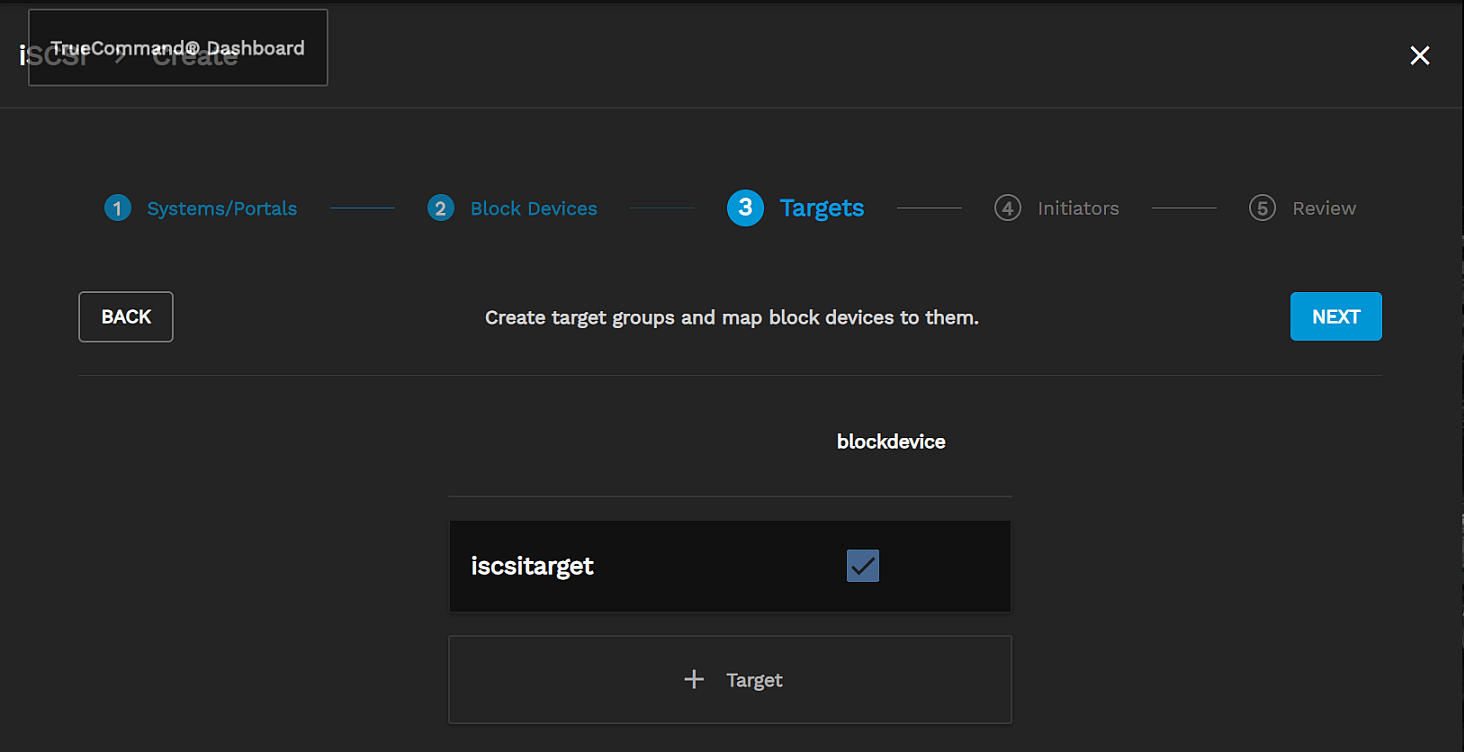 TrueCommand® Dashboard
iSCSI > Create
1 Systems/Portals 2 Block Devices 3 Targets 4 Initiators 5 Review
BACK Create target groups and map block devices to them. NEXT
blockdevice
iscsitarget
+ Target